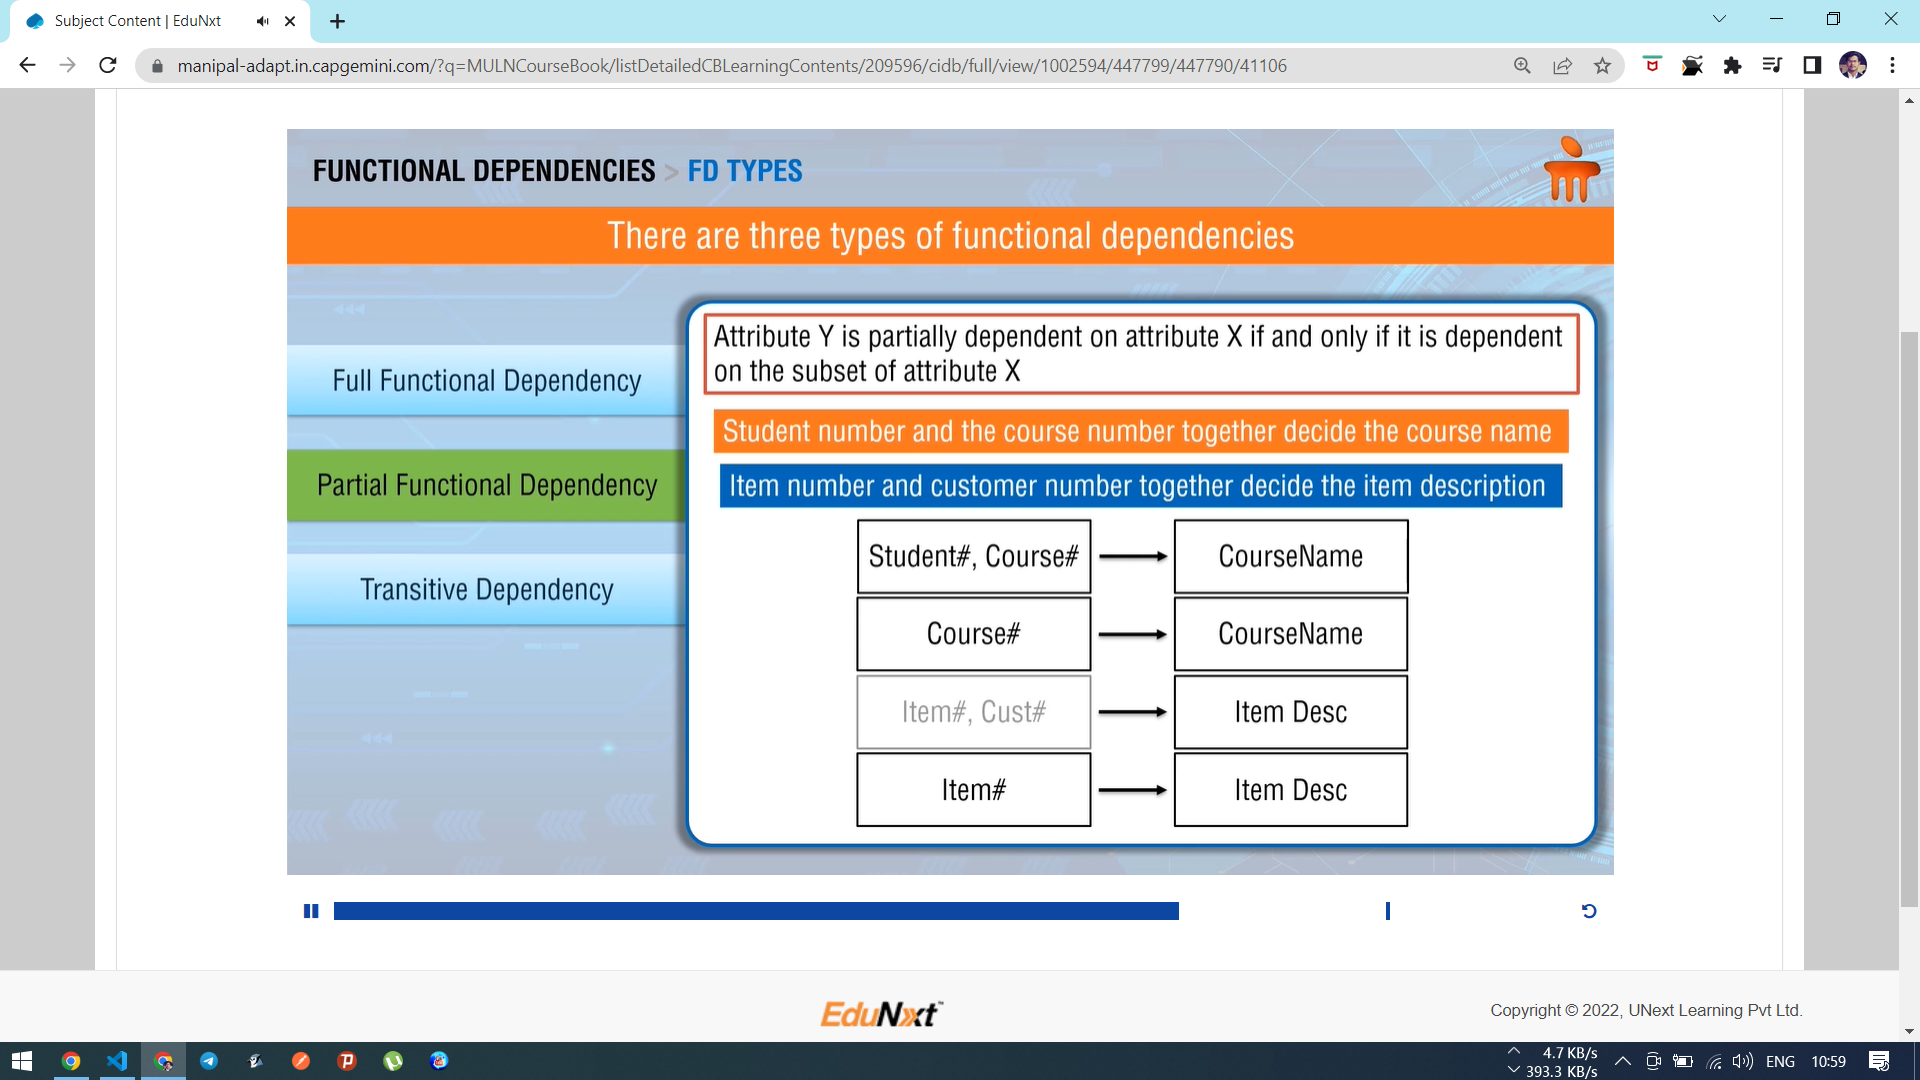 Subject Content | EduNxt
manipal-adapt.in.capgemini.com/?q=MULNCourseBook/listDetailedCBLearningContents/209596/cidb/full/view/1002594/447799/447790/41106
FUNCTIONAL DEPENDENCIES > FD TYPES
There are three types of functional dependencies
Full Functional Dependency
Partial Functional Dependency
Transitive Dependency
Attribute Y is partially dependent on attribute X if and only if it is dependent
on the subset of attribute X
Student number and the course number together decide the course name
Item number and customer number together decide the item description
Student#, Course# CourseName
Course# CourseName
Item#, Cust# Item Desc
Item# Item Desc
EduNxt™
Copyright © 2022, UNext Learning Pvt Ltd.
4.7 KB/s
393.3 KB/s
ENG 10:59